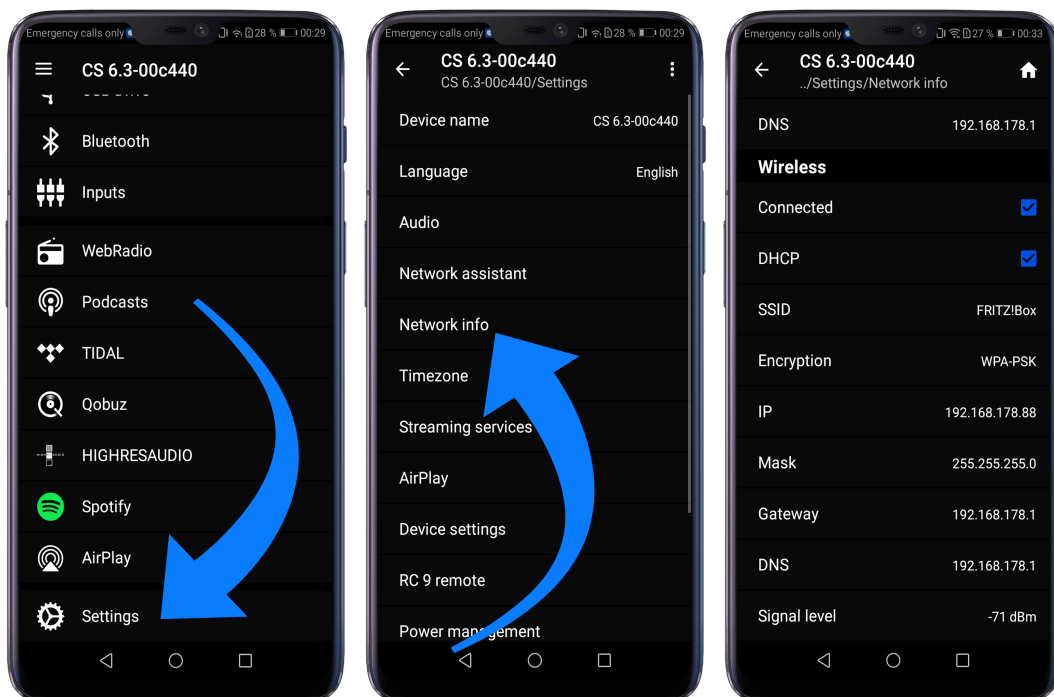 Emergency calls only 28 % 00:29
CS 6.3-00c440
Bluetooth
Inputs
WebRadio
Podcasts
TIDAL
Qobuz
HIGHRESAUDIO
Spotify
AirPlay
Settings
Emergency calls only 28 % 00:29
CS 6.3-00c440
CS 6.3-00c440/Settings
Device name CS 6.3-00c440
Language English
Audio
Network assistant
Network info
Timezone
Streaming services
AirPlay
Device settings
RC 9 remote
Power management
Emergency calls only 27 % 00:33
CS 6.3-00c440
../Settings/Network info
DNS 192.168.178.1
Wireless
Connected
DHCP
SSID FRITZ!Box
Encryption WPA-PSK
IP 192.168.178.88
Mask 255.255.255.0
Gateway 192.168.178.1
DNS 192.168.178.1
Signal level -71 dBm